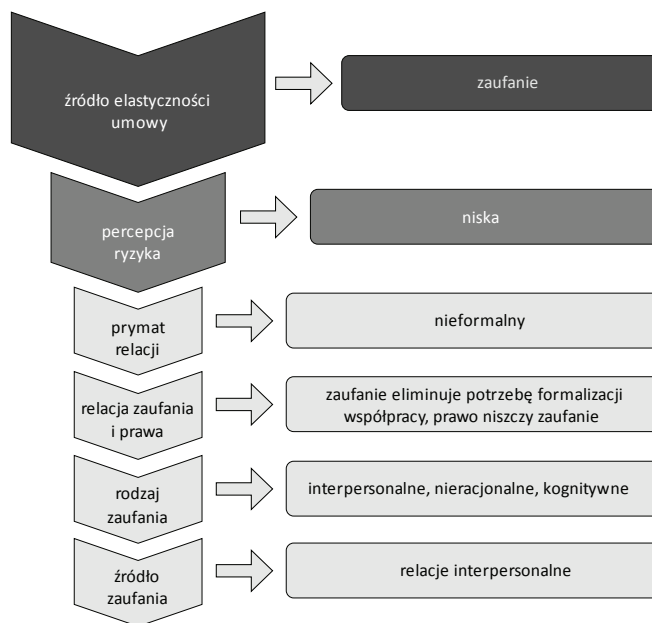 źródło elastyczności
umowy
zaufanie
percepcja
ryzyka
niska
prymat
relacji
nieformalny
relacja zaufania
i prawa
zaufanie eliminuje potrzebę formalizacji
współpracy, prawo niszczy zaufanie
rodzaj
zaufania
interpersonalne, nieracjonalne, kognitywne
źródło
zaufania
relacje interpersonalne